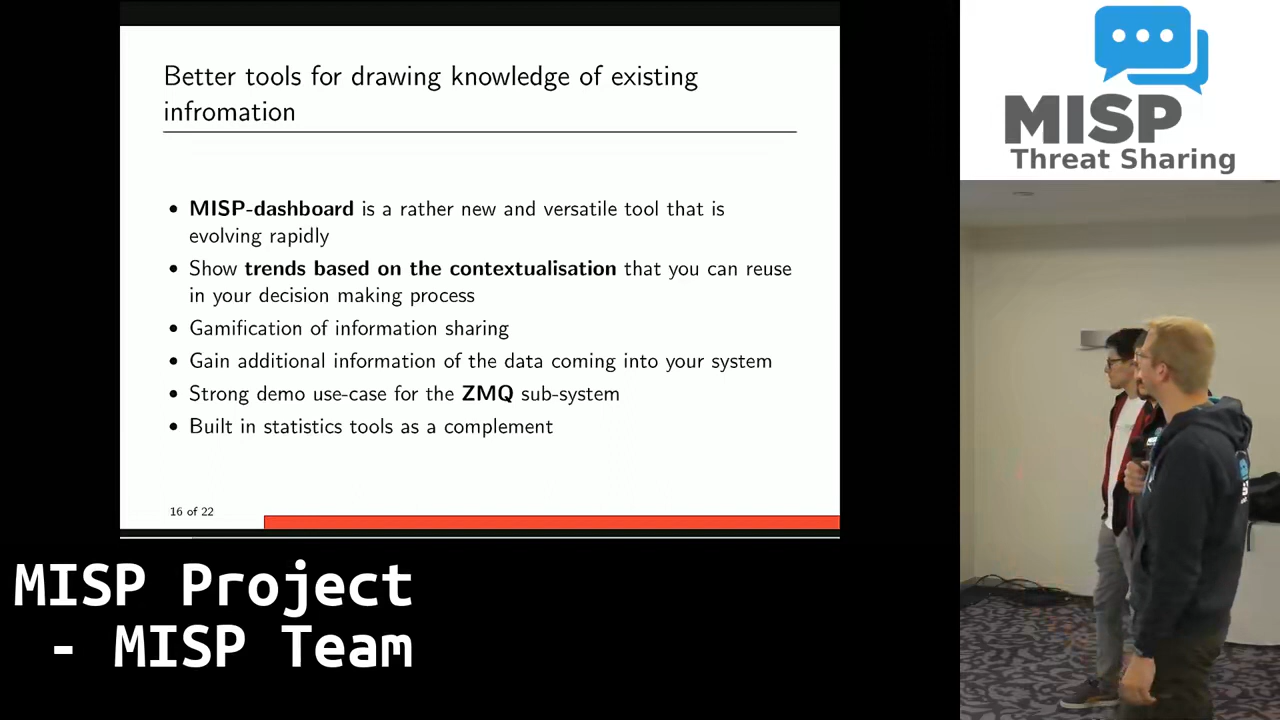 Better tools for drawing knowledge of existing
infromation
• MISP-dashboard is a rather new and versatile tool that is
evolving rapidly
• Show trends based on the contextualisation that you can reuse
in your decision making process
• Gamification of information sharing
• Gain additional information of the data coming into your system
• Strong demo use-case for the ZMQ sub-system
• Built in statistics tools as a complement
16 of 22
MISP
Threat Sharing
MISP Project
- MISP Team